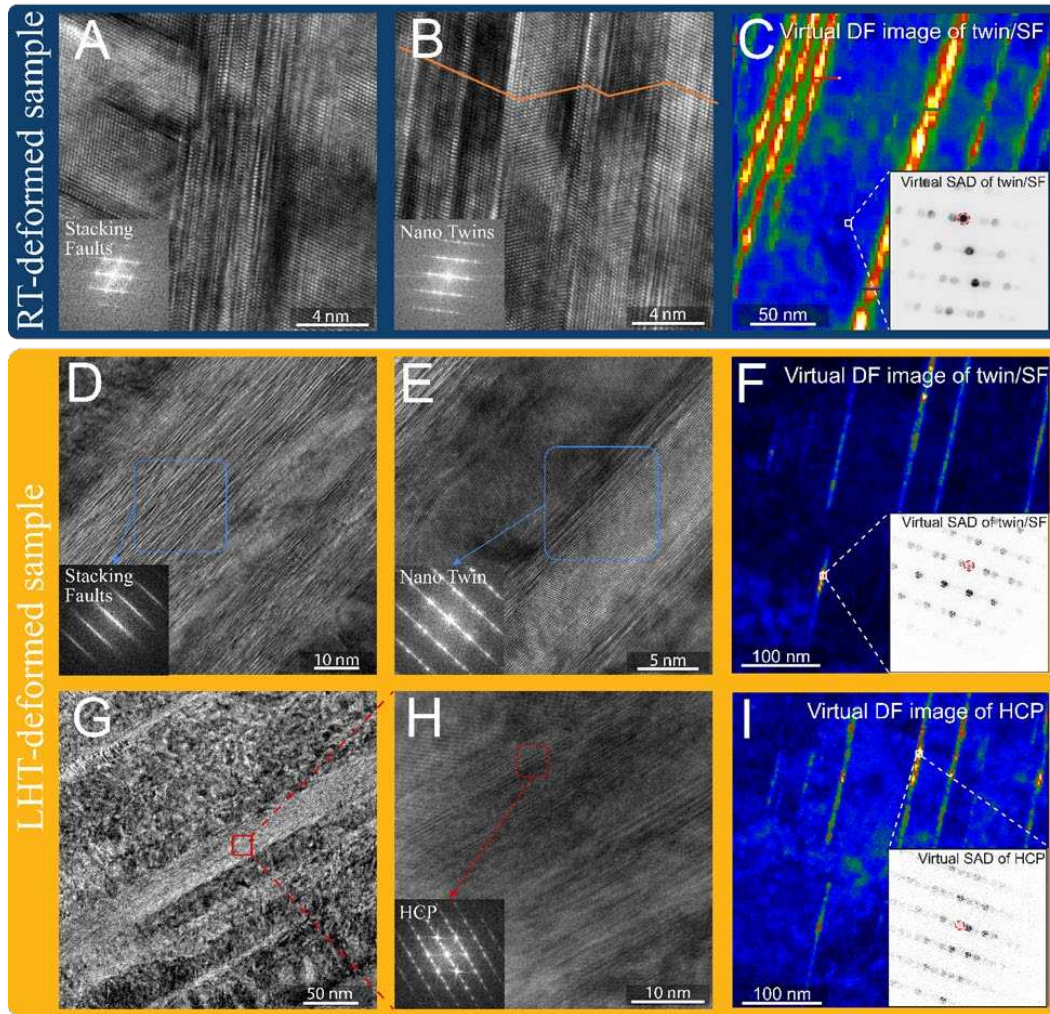 RT-deformed sample
A
Stacking
Faults
4 nm
B
Nano Twins
4 nm
C
Virtual DF image of twin/SF
Virtual SAD of twin/SF
50 nm
LHT-deformed sample
D
Stacking
Faults
10 nm
E
Nano Twin
5 nm
F
Virtual DF image of twin/SF
Virtual SAD of twin/SF
100 nm
G
50 nm
H
HCP
10 nm
I
Virtual DF image of HCP
Virtual SAD of HCP
100 nm